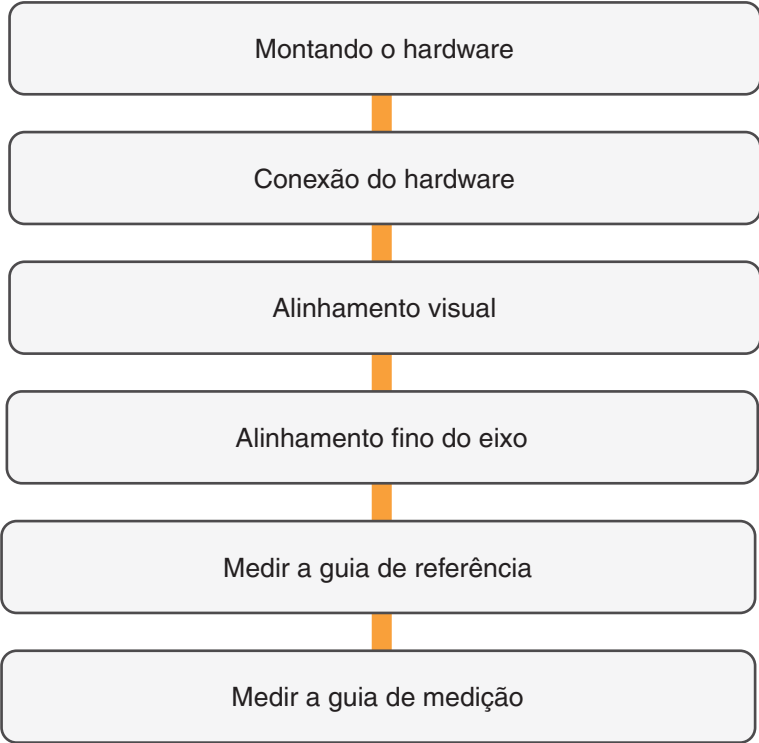 Montando o hardware
Conexão do hardware
Alinhamento visual
Alinhamento fino do eixo
Medir a guia de referência
Medir a guia de medição